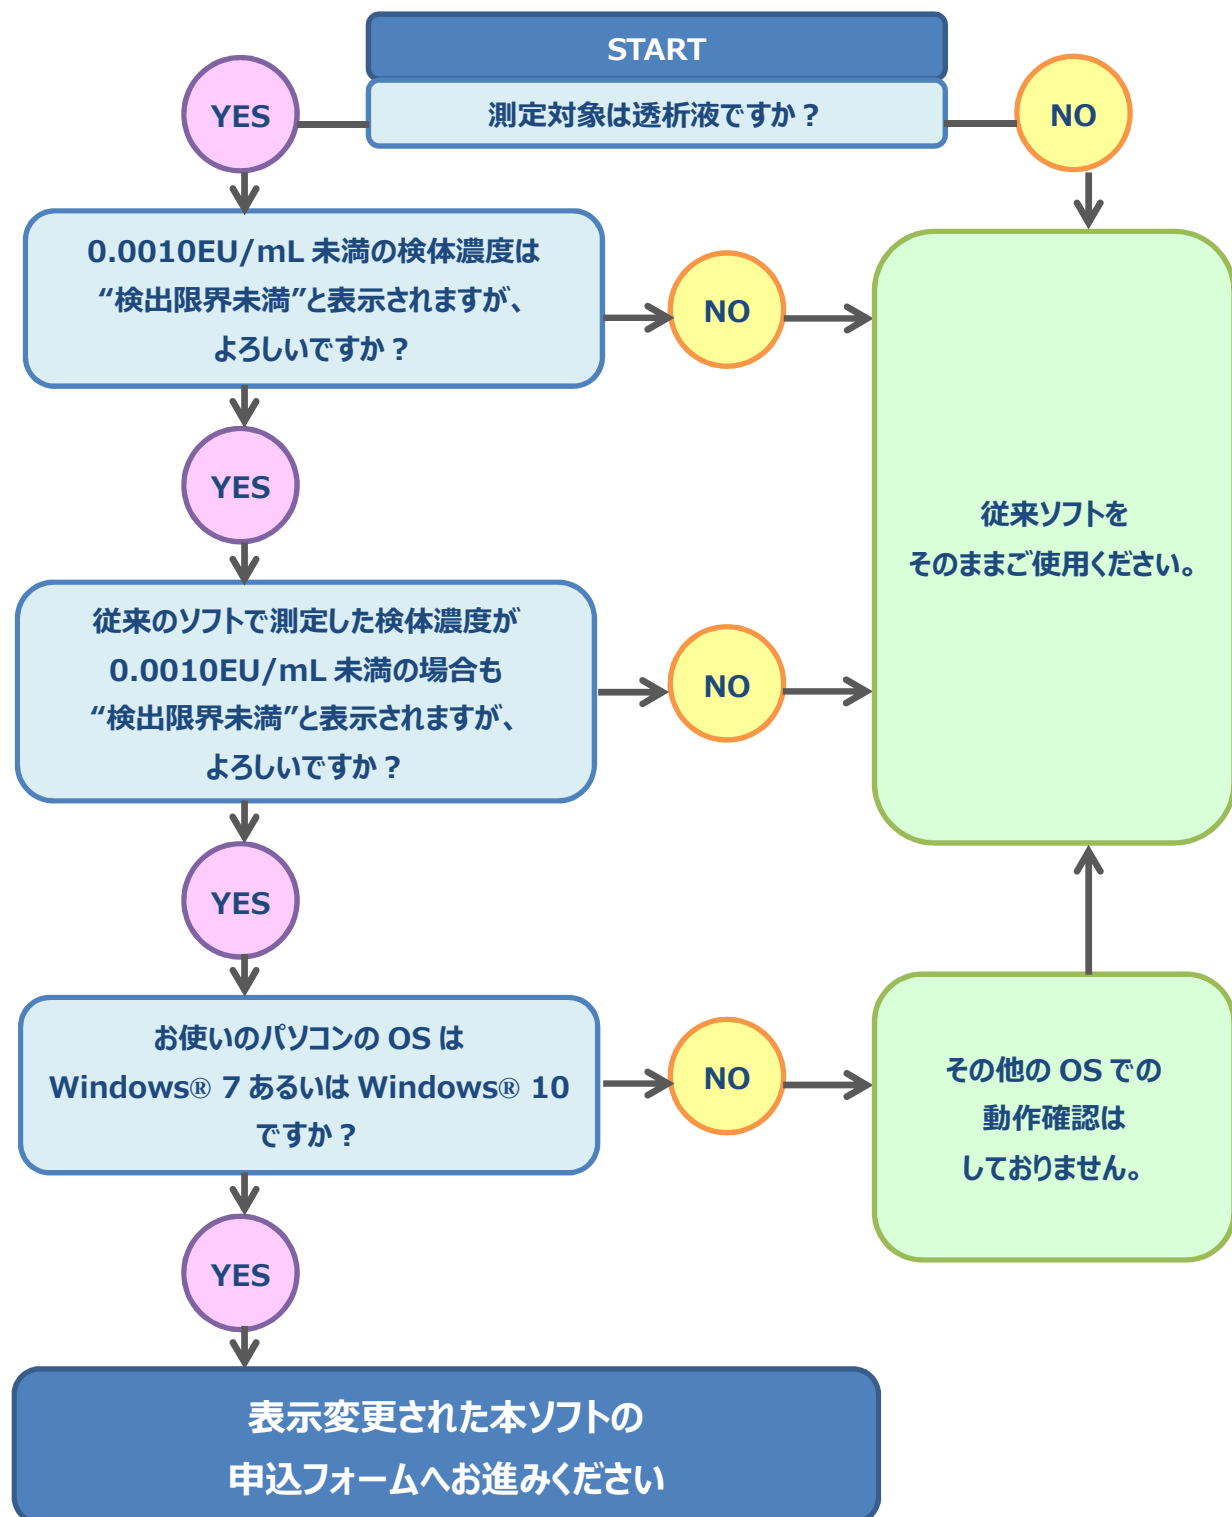 START
YES
測定対象は透析液ですか？
NO
0.0010EU/mL 未満の検体濃度は
“検出限界未満”と表示されますが、
よろしいですか？
NO
YES
従来ソフトを
そのままご使用ください。
従来のソフトで測定した検体濃度が
0.0010EU/mL 未満の場合も
“検出限界未満”と表示されますが、
よろしいですか？
NO
YES
お使いのパソコンの OS は
Windows® 7 あるいは Windows® 10
ですか？
NO
その他の OS での
動作確認は
しておりません。
YES
表示変更された本ソフトの
申込フォームへお進みください